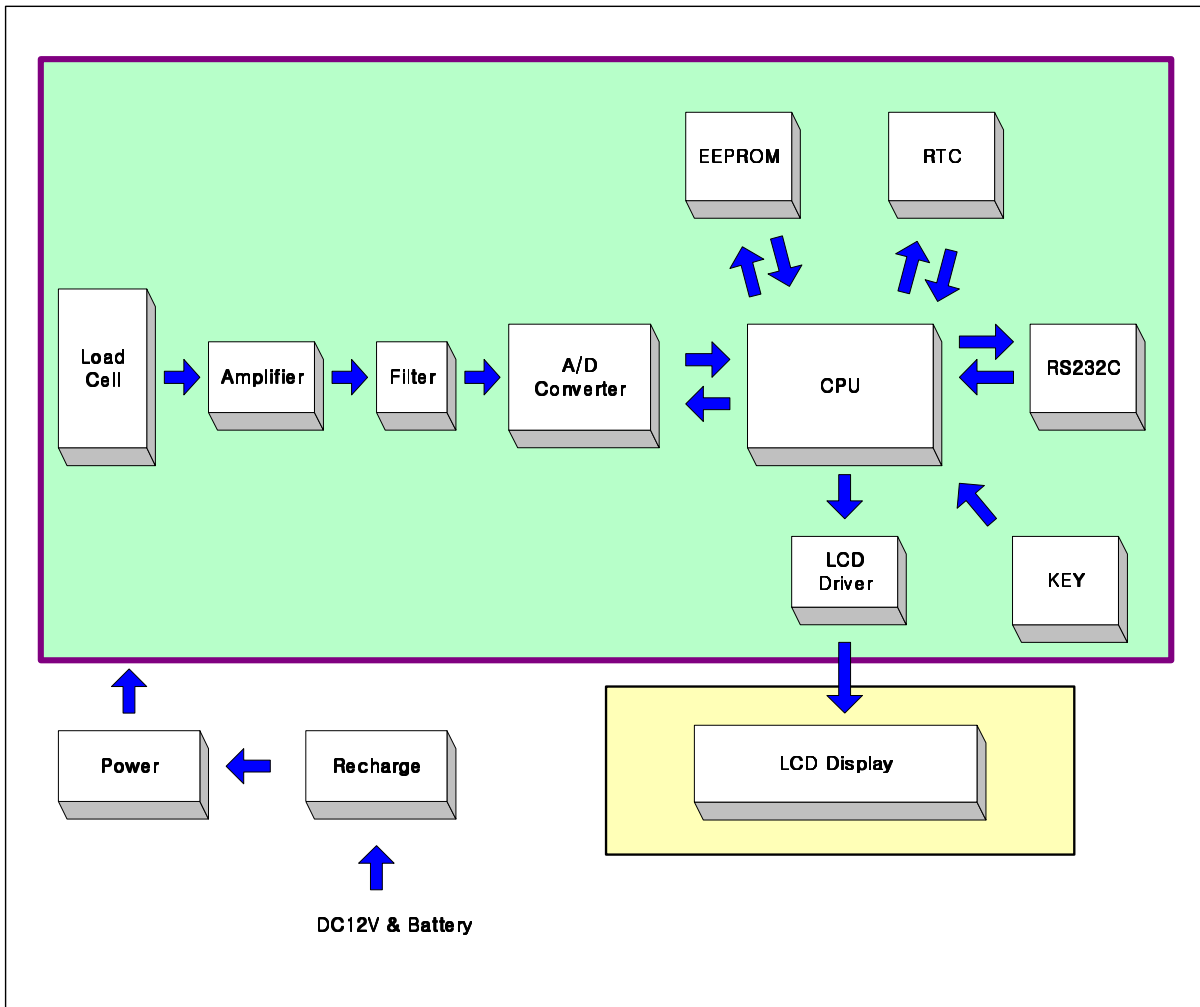 EEPROM
RTC
Load
Cell
Amplifier
Filter
A/D
Converter
CPU
RS232C
LCD
Driver
KEY
Power
Recharge
LCD Display
DC12V & Battery